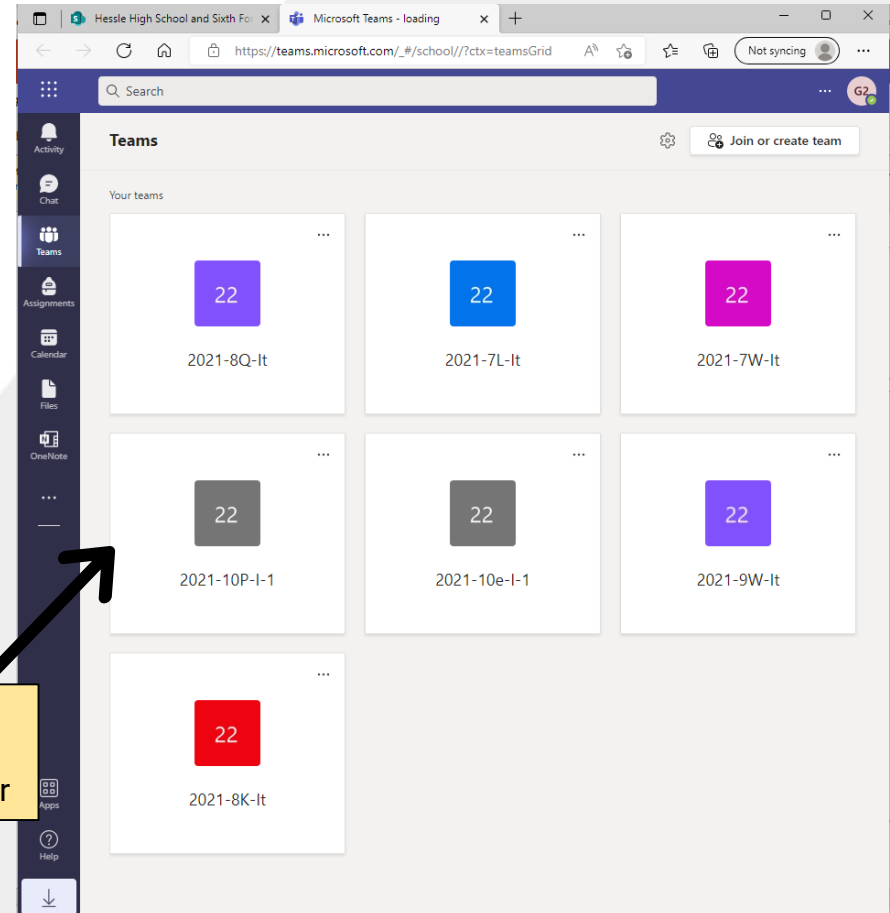 Hessle High School and Sixth For
Microsoft Teams - loading
https://teams.microsoft.com/_#/school//?ctx=teamsGrid
Not syncing
Search
G2
Activity
Chat
Teams
Assignments
Calendar
Files
OneNote
Apps
Help
Teams
Join or create team
Your teams
22
2021-8Q-It
22
2021-7L-It
22
2021-7W-It
22
2021-10P-I-1
22
2021-10e-I-1
22
2021-9W-It
22
2021-8K-It
r